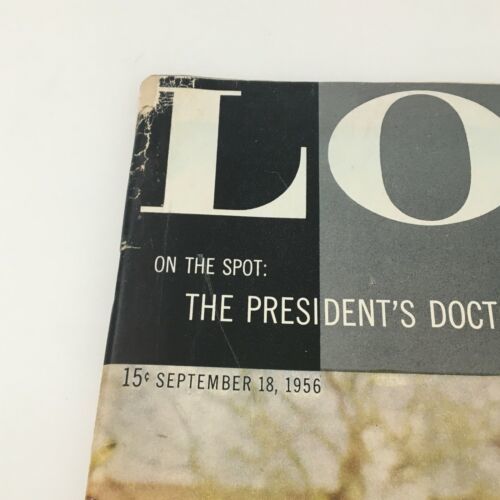 LO
ON THE SPOT:
THE PRESIDENT'S DOCT
15¢ SEPTEMBER 18, 1956